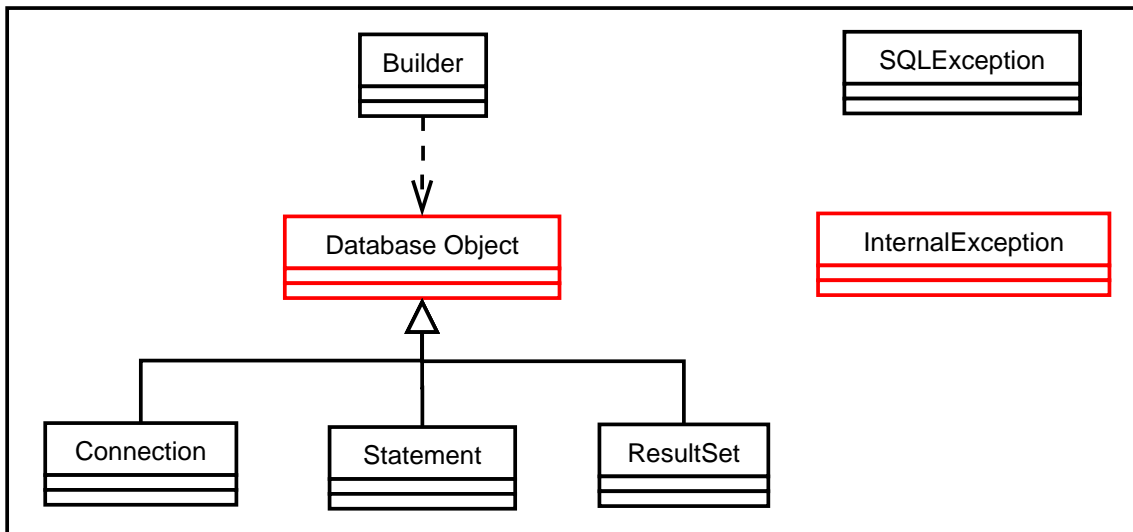 Builder
SQLEXception
Database Object
InternalException
Connection
Statement
ResultSet